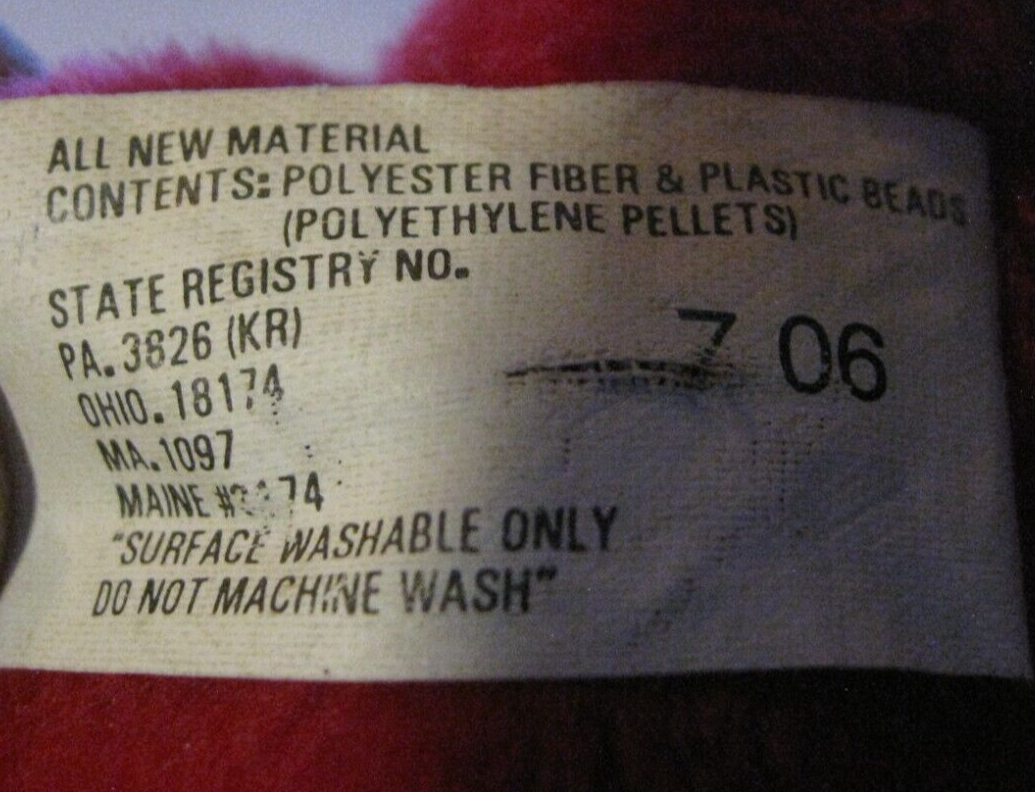 ALL NEW MATERIAL
CONTENTS: POLYESTER FIBER & PLASTIC BEADS
(POLYETHYLENE PELLETS)
STATE REGISTRY NO.
PA. 3826 (KR)
7 06
OHIO. 18174
MA. 1097
MAINE
"SURFACE WASHABLE ONLY
DO NOT MACHINE WASH"